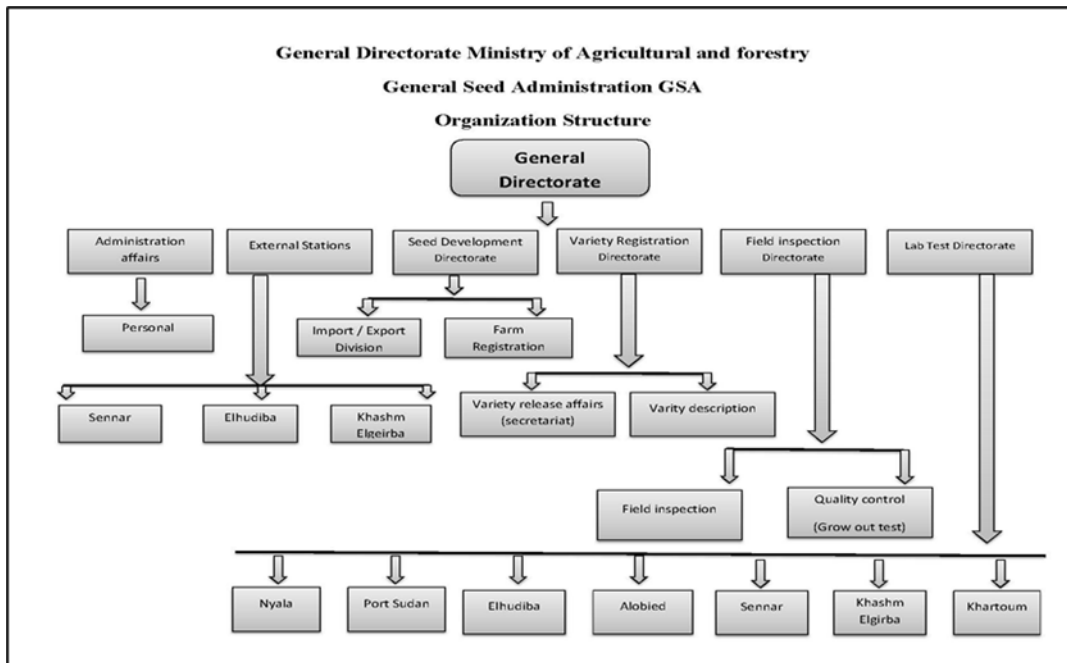 General Directorate Ministry of Agricultural and forestry
General Seed Administration GSA
Organization Structure
General
Directorate
Administration
affairs
External Stations
Seed Development
Directorate
Variety Registration
Directorate
Field inspection
Directorate
Lab Test Directorate
Personal
Import / Export
Division
Farm
Registration
Sennar
Elhudiba
Khashm
Elgeirba
Variety release affairs
(secretariat)
Varity description
Field inspection
Quality control
(Grow out test)
Nyala
Port Sudan
Elhudiba
Alobied
Sennar
Khashm
Elgirba
Khartoum